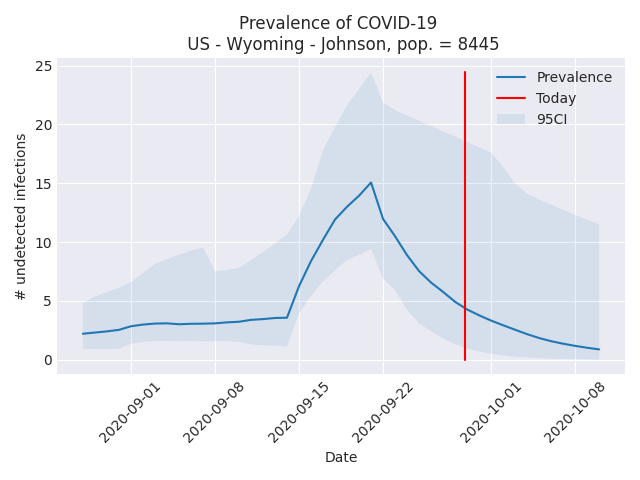 Prevalence of COVID-19
US - Wyoming - Johnson, pop. = 8445
# undetected infections
25
20
15
10
5
0
Prevalence
Today
95CI
2020-09-01
2020-09-08
2020-09-15
2020-09-22
2020-10-01
2020-10-08
Date